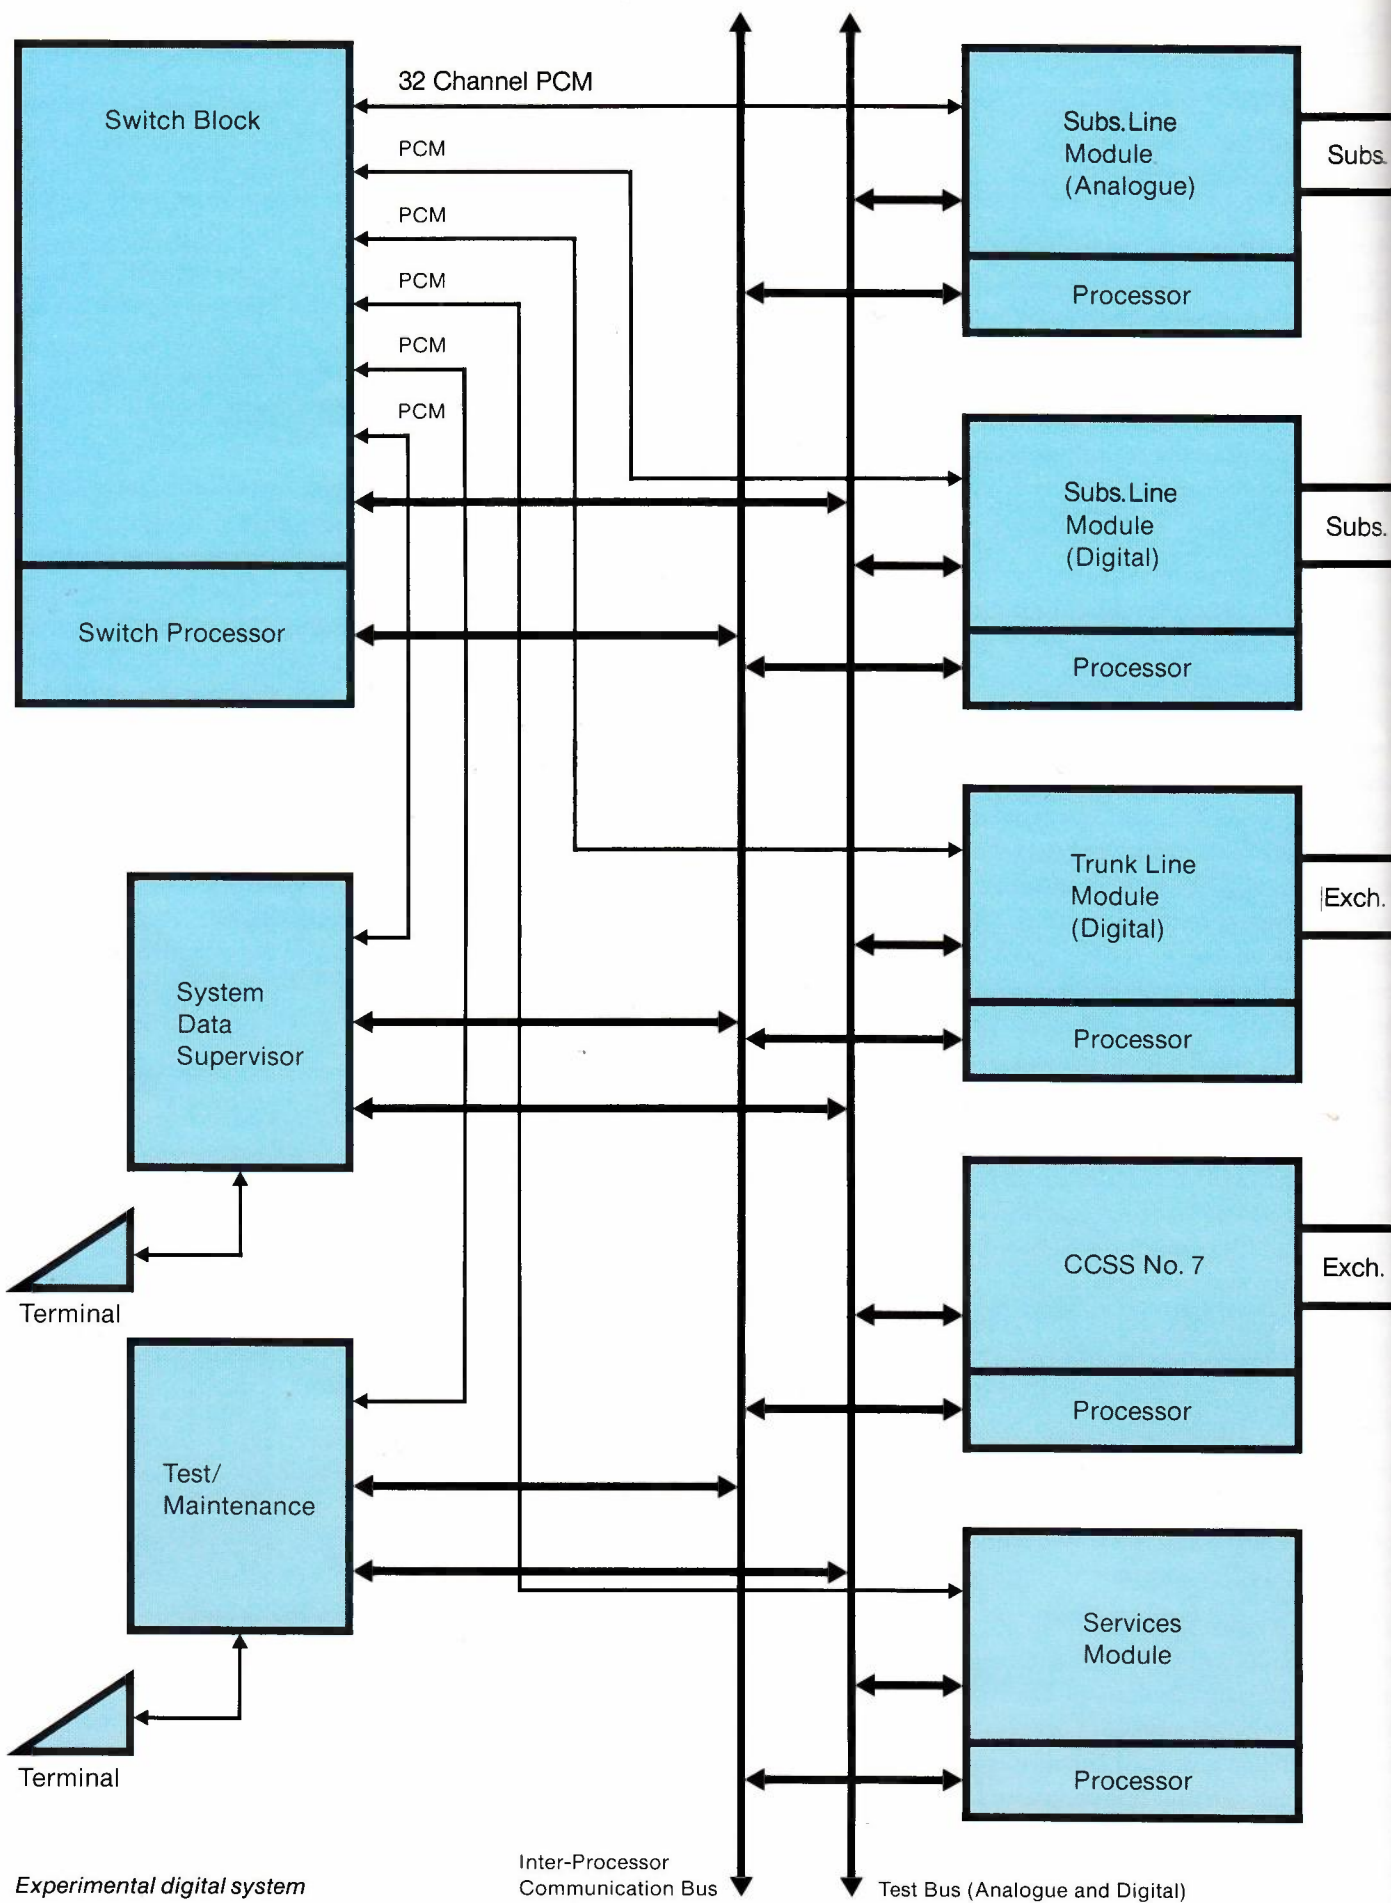 32 Channel PCM
Switch Block
PCM
PCM
PCM
PCM
PCM
Switch Processor
Subs. Line
Module
(Analogue)
Processor
Subs.
Subs. Line
Module
(Digital)
Processor
Subs.
Trunk Line
Module
(Digital)
Processor
Exch.
System
Data
Supervisor
Terminal
CCSS No. 7
Processor
Exch.
Test/
Maintenance
Terminal
Services
Module
Processor
Experimental digital system
Inter-Processor
Communication Bus
Test Bus (Analogue and Digital)